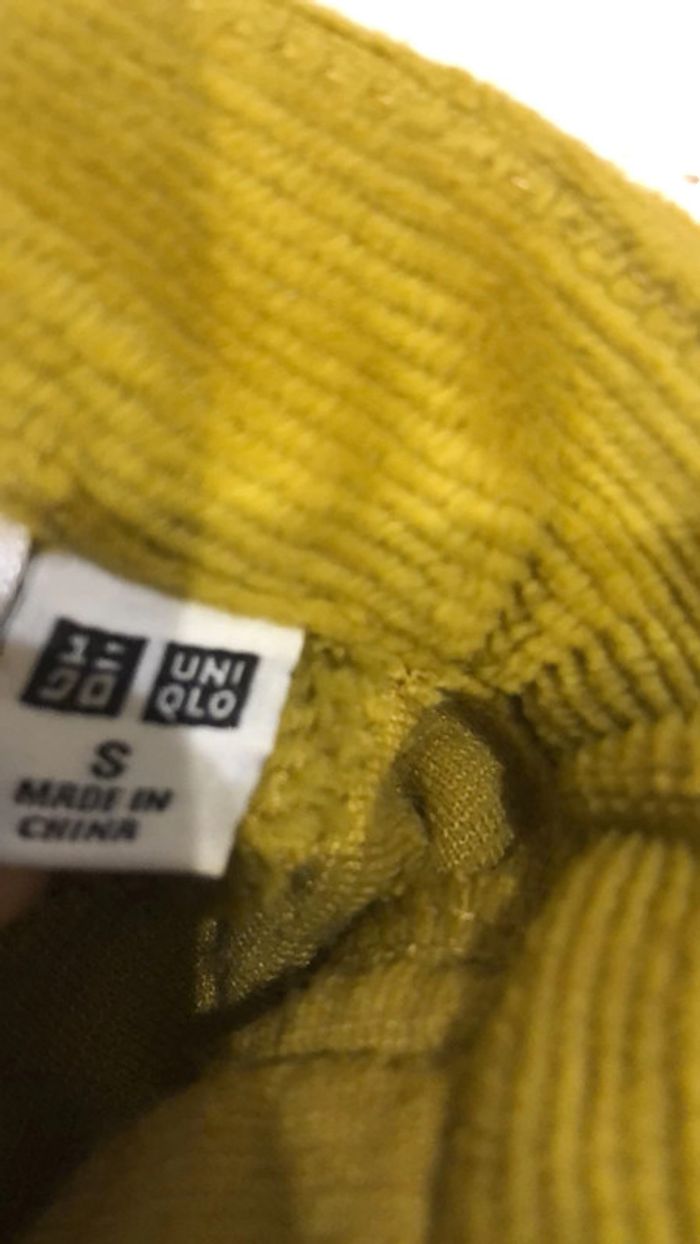 ユニ UNI
クロ QLO
S
MADE IN
CHINA